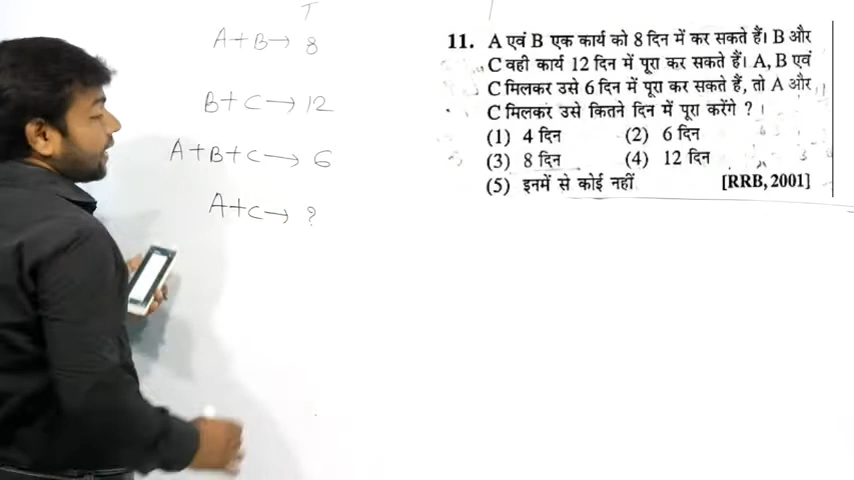 T
A+B→ 8
B+C→ 12
A+B+C→ 6
A+C→ ?
11. A एवं B एक कार्य को 8 दिन में कर सकते हैं। B और
C वही कार्य 12 दिन में पूरा कर सकते हैं। A, B एवं
C मिलकर उसे 6 दिन में पूरा कर सकते हैं, तो A और
C मिलकर उसे कितने दिन में पूरा करेंगे ?
(1) 4 दिन (2) 6 दिन
(3) 8 दिन (4) 12 दिन
(5) इनमें से कोई नहीं [RRB, 2001]